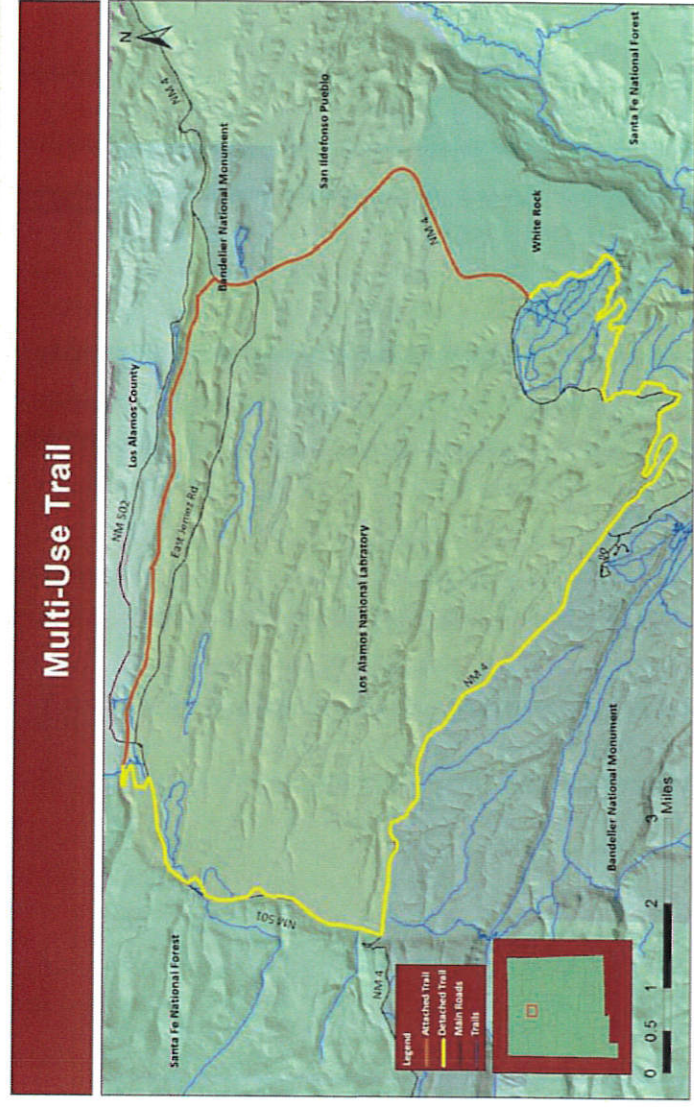 Multi-Use Trail
N
NM 4
Santa Fe National Forest
NM 502
Los Alamos County
Bandelier National Monument
San Ildefonso Pueblo
Santa Fe National Forest
East Jemez Rd
NM 4
White Rock
NM 501
Los Alamos National Labratory
NM 4
NM 4
Bandelier National Monument
Legend
Attached Trail
Detached Trail
Main Roads
Trails
0 0.5 1 2 3
Miles